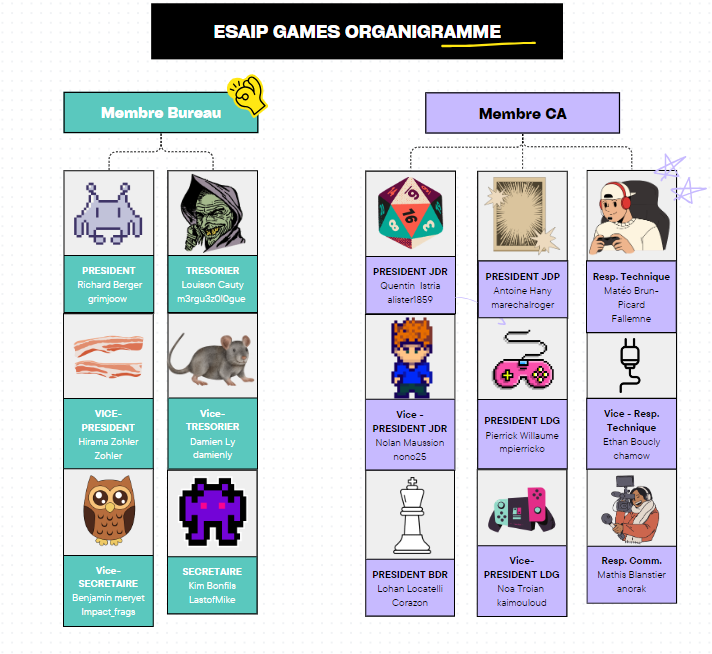 ESAIP GAMES ORGANIGRAMME
Membre Bureau
PRESIDENT
Richard Berger
grimjoow
TRESORIER
Louison Cauty
m3rgu3z0l0gue
VICE-
PRESIDENT
Hirama Zohler
Zohler
Vice-
TRESORIER
Damien Ly
damienly
Vice-
SECRETAIRE
Benjamin meryet
Impact_frags
SECRETAIRE
Kim Bonfils
LastofMike
Membre CA
16
19
8
3
PRESIDENT JDR
Quentin Istria
alister1859
PRESIDENT JDP
Antoine Hany
marechalroger
Resp. Technique
Matéo Brun-
Picard
Fallemne
Vice -
PRESIDENT JDR
Nolan Maussion
nono25
PRESIDENT LDG
Pierrick Willaume
mpierricko
Vice - Resp.
Technique
Ethan Boucly
chamow
PRESIDENT BDR
Lohan Locatelli
Corazon
Vice-
PRESIDENT LDG
Noa Troian
kaimouloud
Resp. Comm.
Mathis Blanstier
anorak